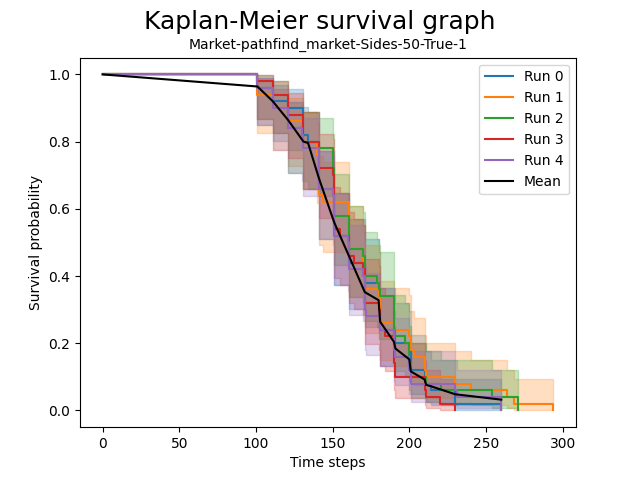 Kaplan-Meier survival graph
Market-pathfind_market-Sides-50-True-1
1.0
0.8
0.6
0.4
0.2
0.0
Survival probability
Run 0
Run 1
Run 2
Run 3
Run 4
Mean
0 50 100 150 200 250 300
Time steps